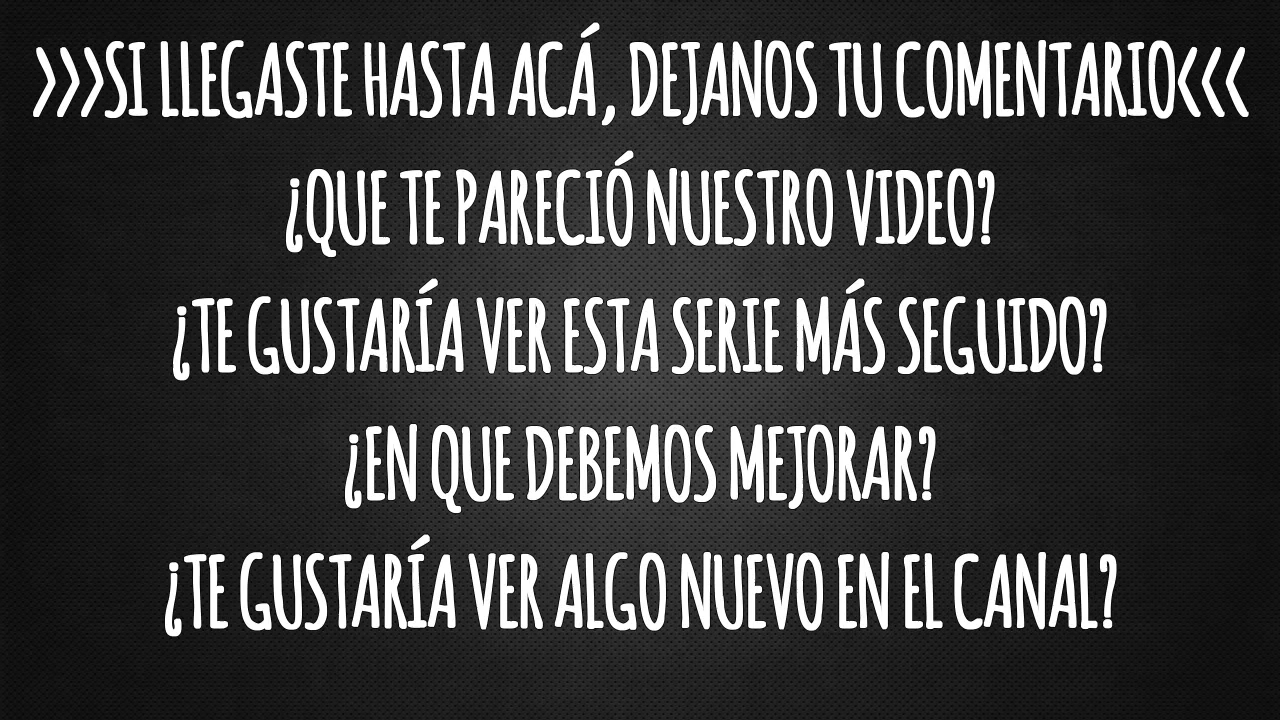 >>>SI LLEGASTE HASTA ACÁ, DEJANOS TU COMENTARIO<<<
¿QUE TE PARECIÓ NUESTRO VIDEO?
¿TE GUSTARÍA VER ESTA SERIE MÁS SEGUIDO?
¿EN QUE DEBEMOS MEJORAR?
¿TE GUSTARÍA VER ALGO NUEVO EN EL CANAL?